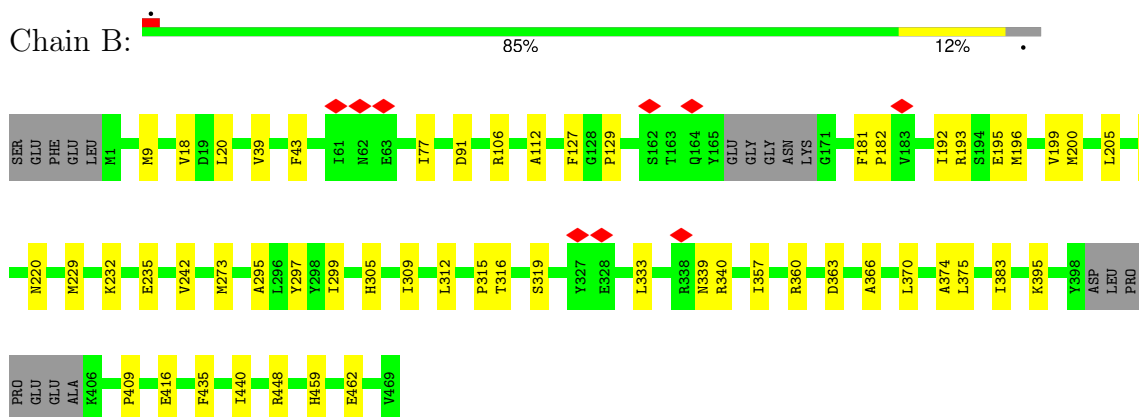 Chain B:
85% 12%
SER GLU PHE GLU LEU M1 M9 V18 D19 L20 V39 F43 I61 N62 E63 I77 D91 R106 A112 F127 G128 P129 S162 T163 Q164 Y165 GLU GLY GLY ASN LYS G171 F181 P182 V183 I192 R193 S194 E195 M196 V199 M200 L205
N220 M229 K232 E235 V242 M273 A295 L296 Y297 Y298 I299 H305 I309 L312 P315 T316 S319 Y327 E328 L333 R338 N339 R340 I357 R360 D363 A366 L370 A374 L375 I383 K395 Y398 ASP LEU PRO
PRO GLU GLU ALA K406 P409 E416 F435 I440 R448 H459 E462 V469